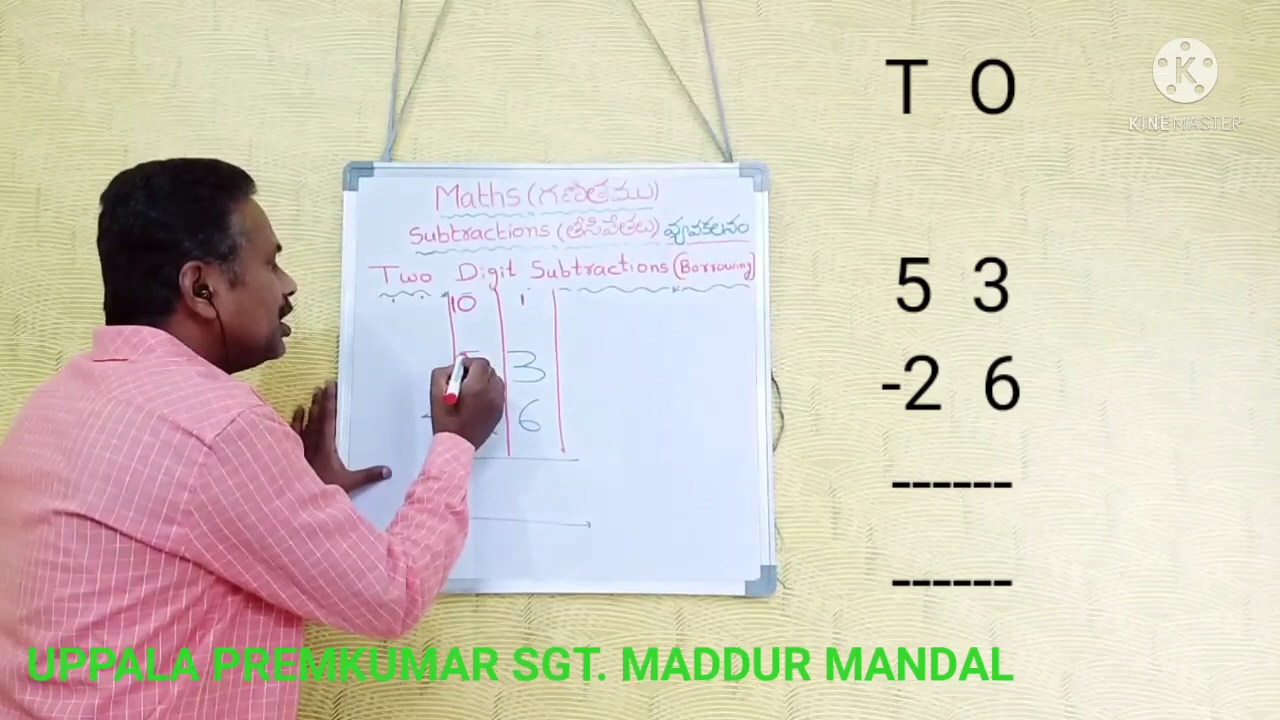 Maths (గణితము)
Subtractions (తీసివేతలు) వ్యవకలనం
Two Digit Subtractions (Borrowing)
10 1
3
6
T O
5 3
-2 6
------
------
KINEMASTER
UPPALA PREMKUMAR SGT. MADDUR MANDAL